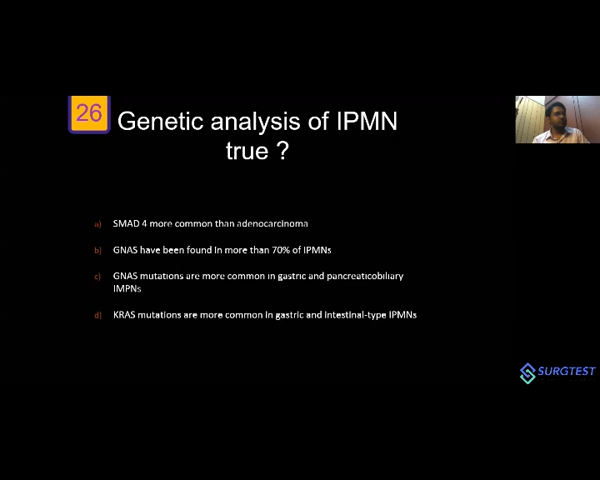 26
Genetic analysis of IPMN
true ?
a) SMAD 4 more common than adenocarcinoma
b) GNAS have been found in more than 70% of IPMNs
c) GNAS mutations are more common in gastric and pancreaticobiliary
IMPNs
d) KRAS mutations are more common in gastric and intestinal-type IPMNs
SURGTEST